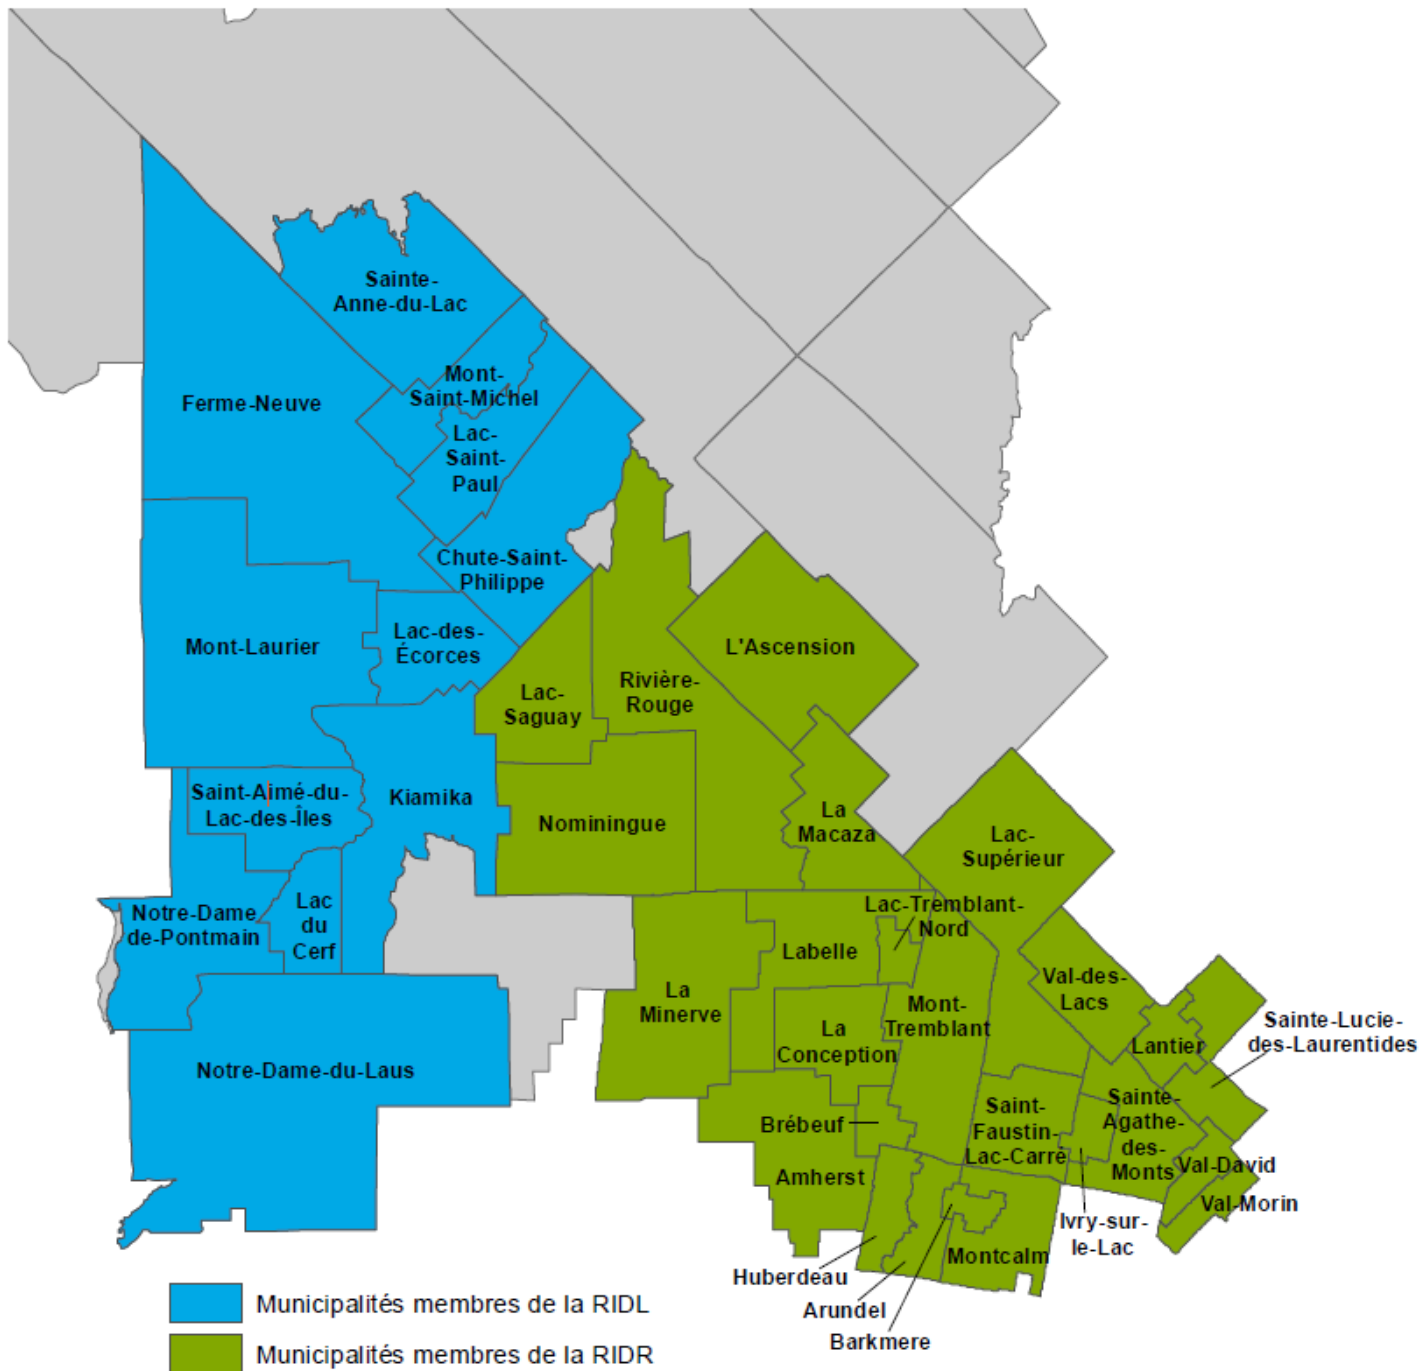 Sainte-
Anne-du-Lac
Mont-
Saint-Michel
Ferme-Neuve
Lac-
Saint-
Paul
Chute-Saint-
Philippe
Mont-Laurier
Lac-des-
Écorces
L'Ascension
Rivière-
Rouge
Lac-
Saguay
Saint-Aimé-du-
Lac-des-Îles
Kiamika
Nominingue
La
Macaza
Lac-
Supérieur
Notre-Dame
de-Pontmain
Lac
du
Cerf
Lac-Tremblant-
Nord
Labelle
Val-des-
Lacs
La
Minerve
Mont-
Tremblant
La
Conception
Lantier
Sainte-Lucie-
des-Laurentides
Notre-Dame-du-Laus
Brébeuf
Saint-
Faustin-
Lac-Carré
Sainte-
Agathe-
des-
Monts
Val-David
Amherst
Val-Morin
Ivry-sur-
le-Lac
Montcalm
Huberdeau
Arundel
Barkmere
Municipalités membres de la RIDL
Municipalités membres de la RIDR